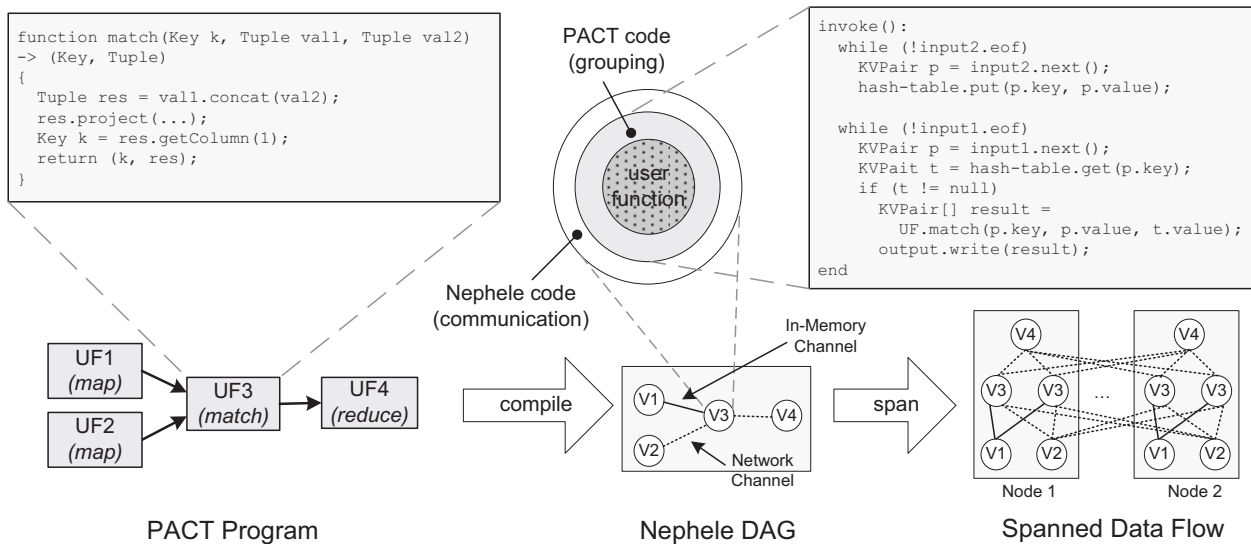 function match(Key k, Tuple val1, Tuple val2)
-> (Key, Tuple)
{
  Tuple res = val1.concat(val2);
  res.project(...);
  Key k = res.getColumn(1);
  return (k, res);
}
PACT code
(grouping)
user
function
Nephele code
(communication)
invoke():
  while (!input2.eof)
    KVPair p = input2.next();
    hash-table.put(p.key, p.value);
  while (!input1.eof)
    KVPair p = input1.next();
    KVPait t = hash-table.get(p.key);
    if (t != null)
      KVPair[] result =
        UF.match(p.key, p.value, t.value);
      output.write(result);
end
UF1
(map)
UF2
(map)
UF3
(match)
UF4
(reduce)
compile
In-Memory
Channel
V1
V3
V4
V2
Network
Channel
span
V4
V3
V3
V1
V2
Node 1
...
V4
V3
V3
V1
V2
Node 2
PACT Program
Nephele DAG
Spanned Data Flow